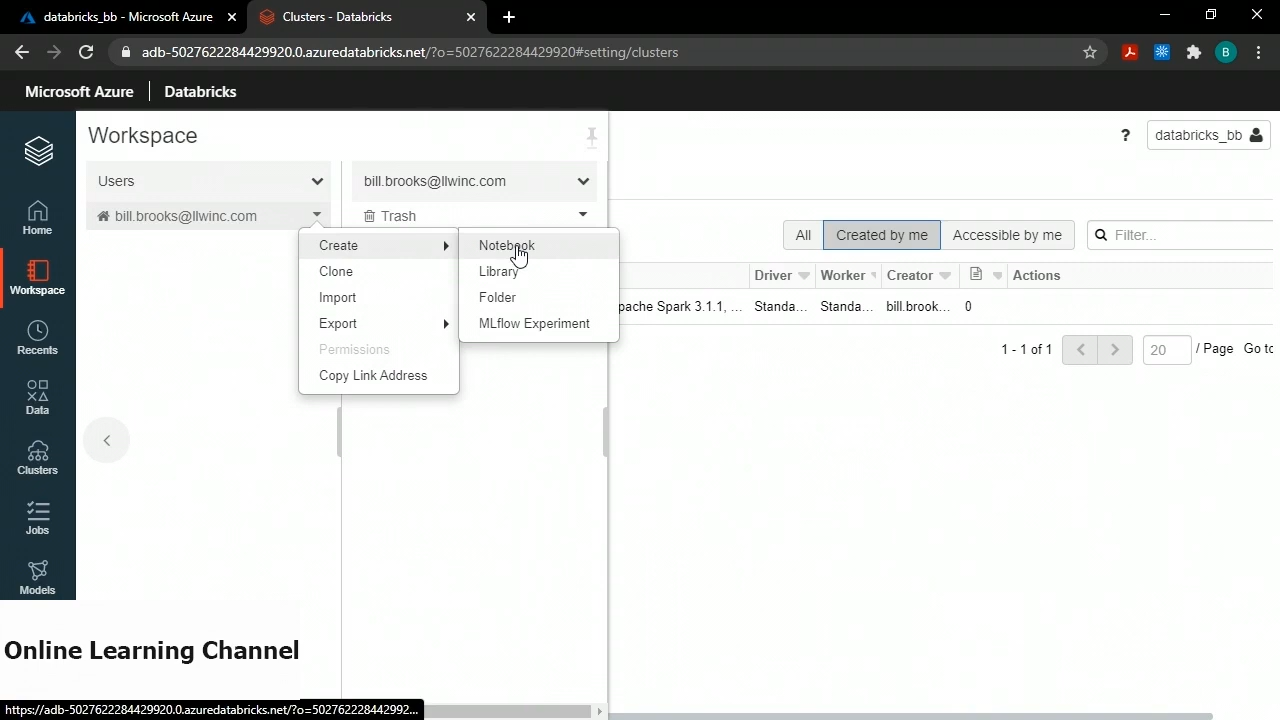 databricks_bb - Microsoft Azure
Clusters - Databricks
adb-5027622284429920.0.azuredatabricks.net/?o=5027622284429920#setting/clusters
B
Microsoft Azure
Databricks
Workspace
? databricks_bb
Users
bill.brooks@llwinc.com
bill.brooks@llwinc.com
Trash
Home
Workspace
Recents
Data
Clusters
Jobs
Models
Create
Clone
Import
Export
Permissions
Copy Link Address
Notebook
Library
Folder
MLflow Experiment
All
Created by me
Accessible by me
Filter...
Driver
Worker
Creator
Actions
pache Spark 3.1.1, ...
Standa...
Standa...
bill.brook...
0
1 - 1 of 1
20
/ Page
Go to
Online Learning Channel
https://adb-5027622284429920.0.azuredatabricks.net/?o=502762228442992...